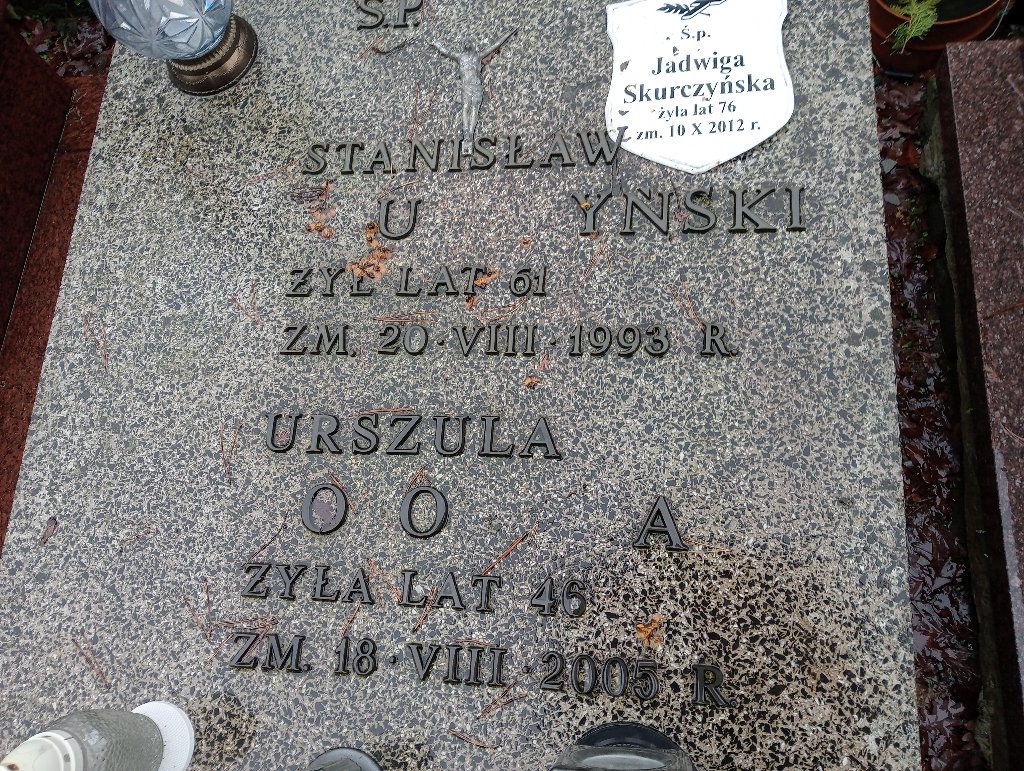 Ś.P.
STANISŁAW
U YŃSKI
ŻYŁ LAT 61
ZM. 20·VIII·1993 R.
URSZULA
O O A
ŻYŁA LAT 46
ZM. 18·VIII·2005 R
Ś.p.
Jadwiga
Skurczyńska
żyła lat 76
zm. 10 X 2012 r.